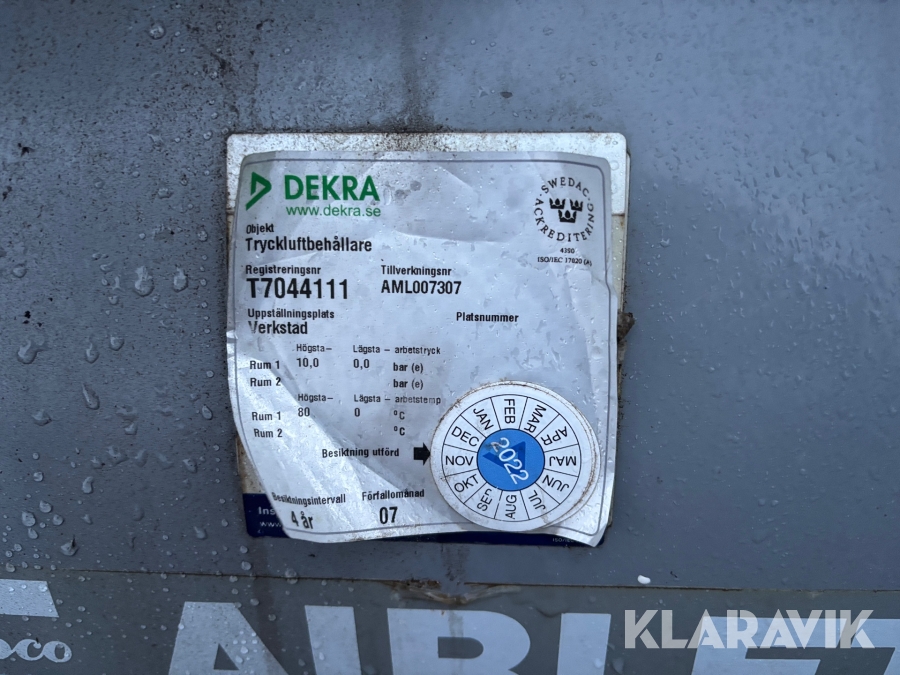 DEKRA
www.dekra.se
SWEDAC
ACKREDITERING
ISO/IEC 17020 (A)
Objekt
Tryckluftbehållare
Registreringsnr Tillverkningsnr
T7044111 AML007307
Uppställningsplats Platsnummer
Verkstad
Högsta- Lägsta - arbetstryck
Rum 1 10,0 0,0 bar (e)
Rum 2 bar (e)
Högsta- Lägsta - arbetstemp
Rum 1 80 0 °C
Rum 2 °C
Besiktning utförd
JAN FEB MAR APR MAJ JUN JUL AUG SEP OKT NOV DEC
2022
Besiktningsintervall Förfallomånad
4 år 07
Ins
www.
KLARAVIK